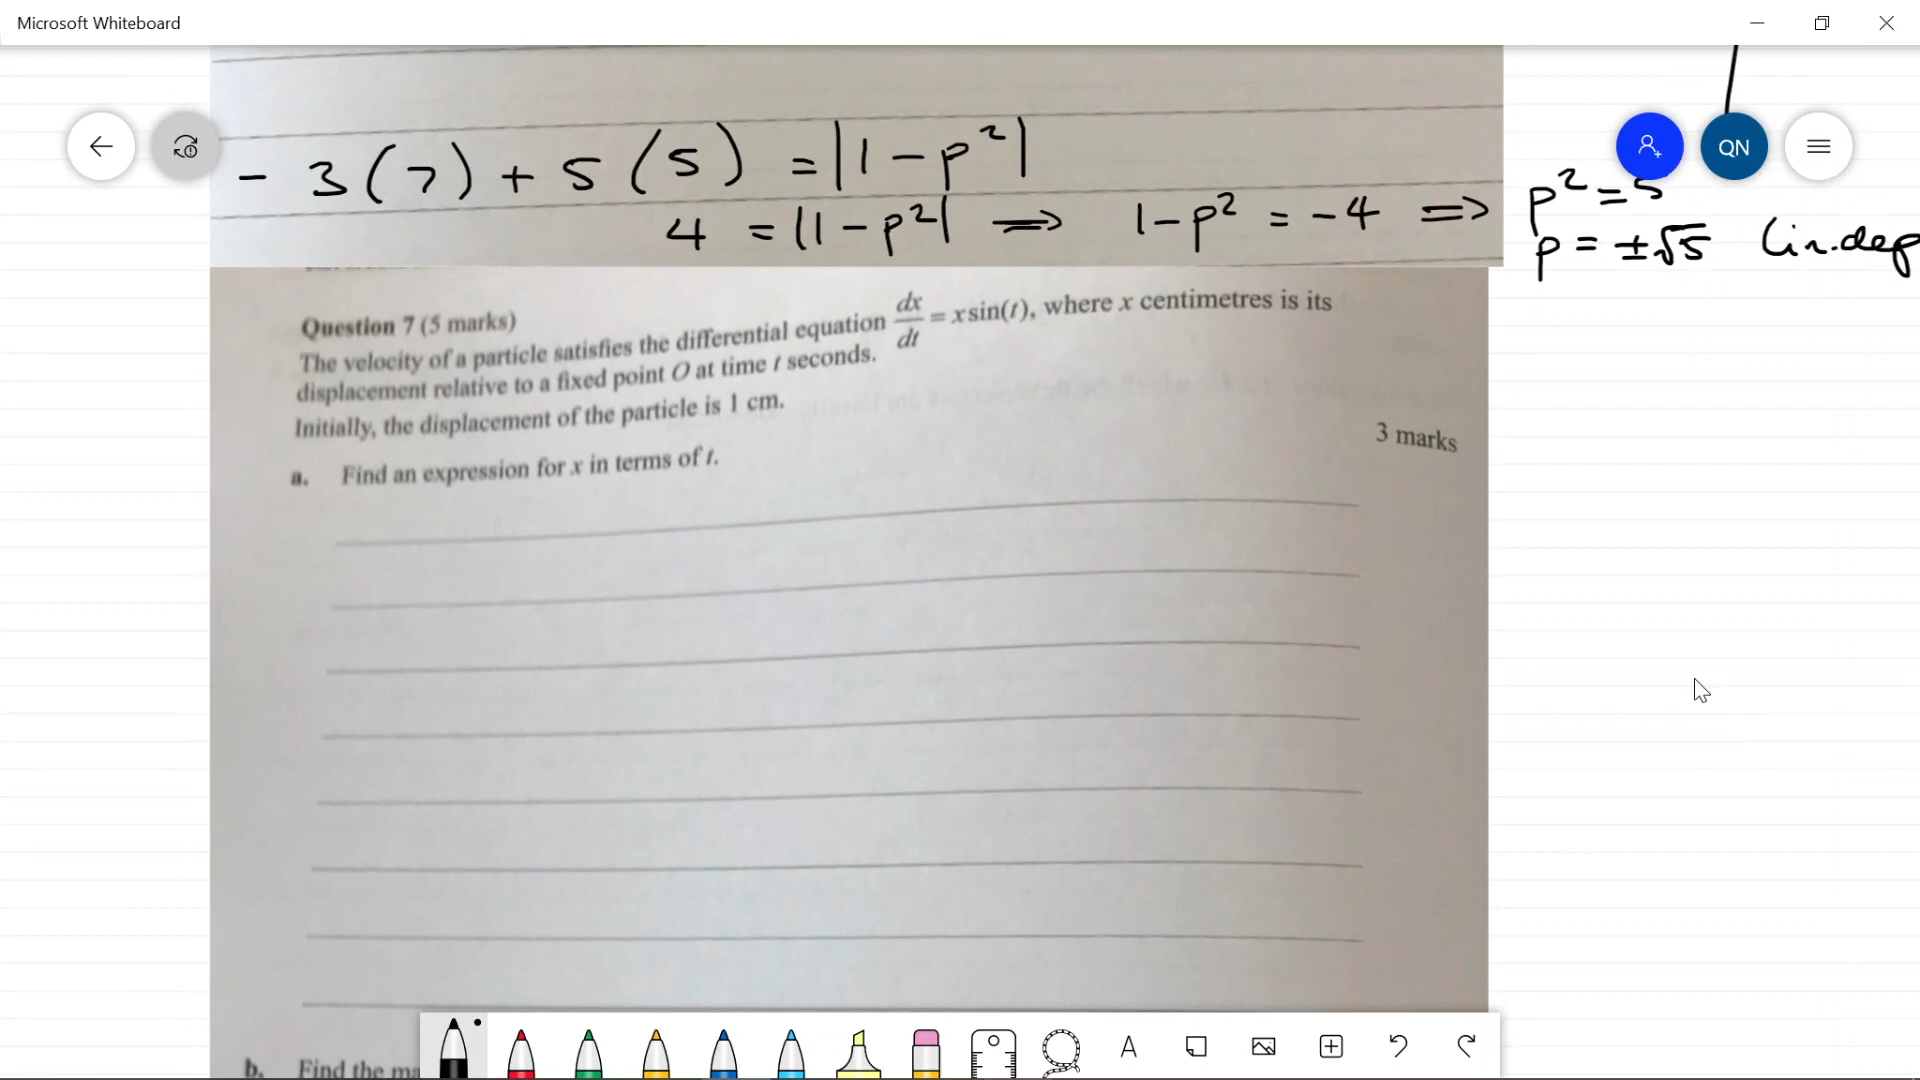 Microsoft Whiteboard
- 3(7) + 5(5) = |1 - p²|
4 = |1 - p²| ⟹ 1 - p² = -4 ⟹ p² = 5
p = ±√5 (in.dep
QN
Question 7 (5 marks)
The velocity of a particle satisfies the differential equation dx/dt = x sin(t), where x centimetres is its
displacement relative to a fixed point O at time t seconds.
Initially, the displacement of the particle is 1 cm.
a. Find an expression for x in terms of t.
3 marks
b. Find the ma
A